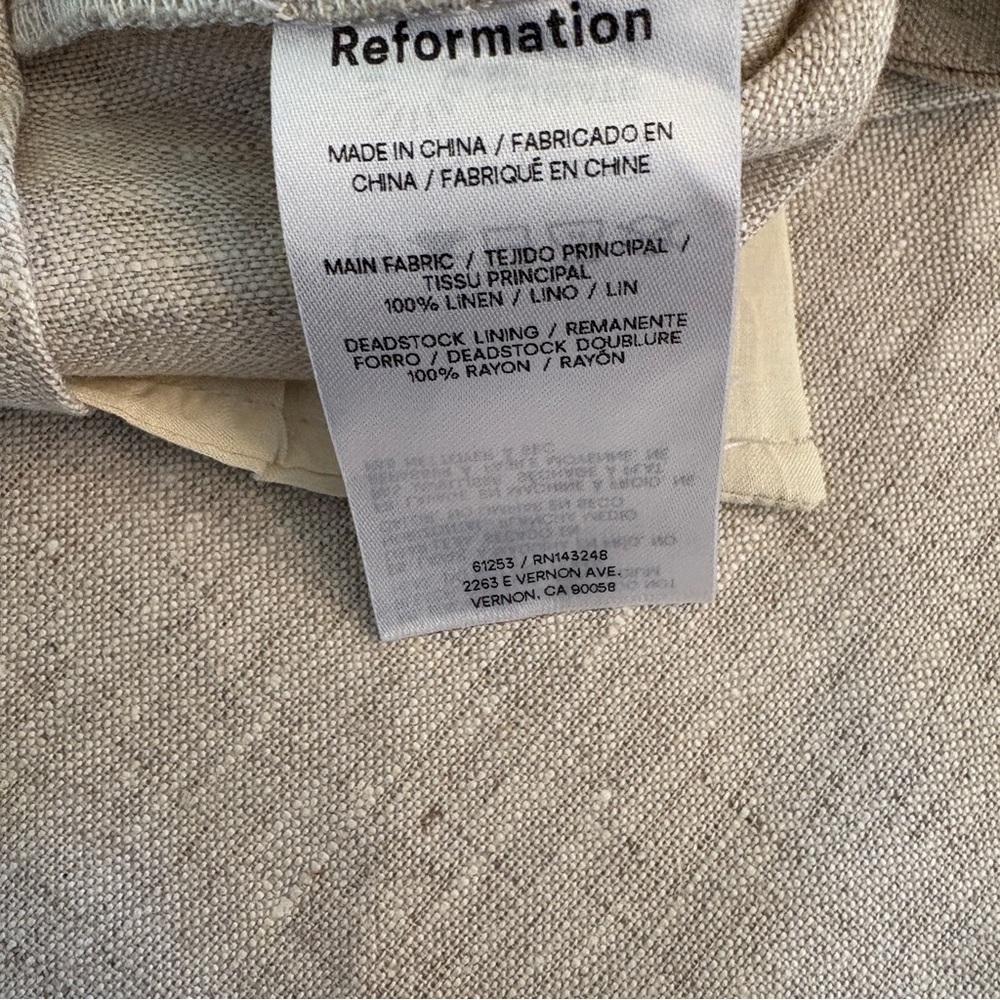 Reformation
MADE IN CHINA / FABRICADO EN
CHINA / FABRIQUÉ EN CHINE
MAIN FABRIC / TEJIDO PRINCIPAL /
TISSU PRINCIPAL
100% LINEN / LINO / LIN
DEADSTOCK LINING / REMANENTE
FORRO / DEADSTOCK DOUBLURE
100% RAYON / RAYÓN
61253 / RN143248
2263 E VERNON AVE.
VERNON, CA 90058